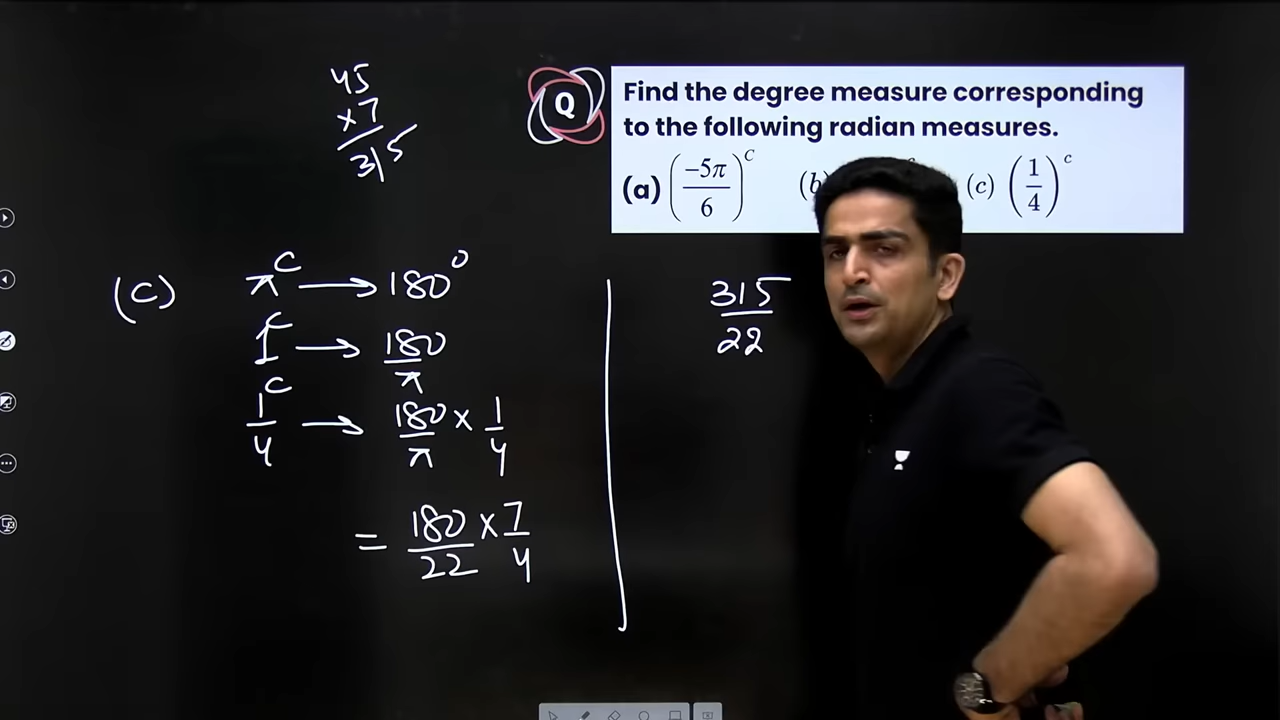 45
×7
315
Q
Find the degree measure corresponding
to the following radian measures.
(a) (-5π/6)^C (b) (c) (1/4)^c
(C) π^C → 180°
1^C → 180/π
1/4^C → 180/π × 1/4
= 180/22 × 7/4
315/22